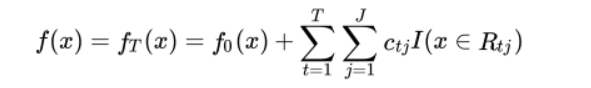 f(x) = f_T(x) = f_0(x) + \sum_{t=1}^{T} \sum_{j=1}^{J} c_{tj} I(x \in R_{tj})